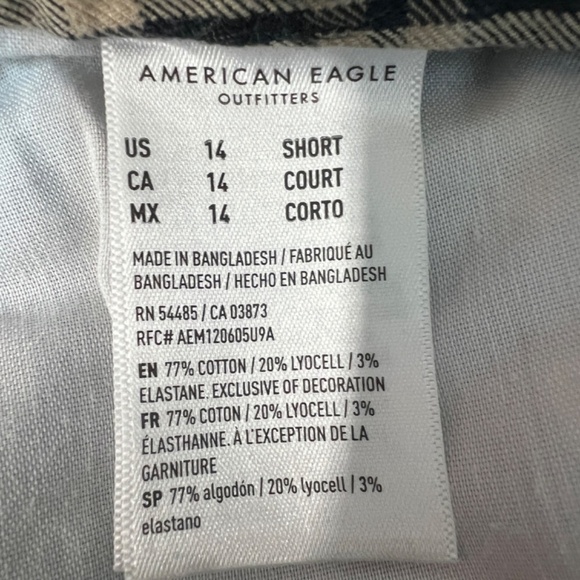 AMERICAN EAGLE
OUTFITTERS
US 14 SHORT
CA 14 COURT
MX 14 CORTO
MADE IN BANGLADESH / FABRIQUÉ AU
BANGLADESH / HECHO EN BANGLADESH
RN 54485 / CA 03873
RFC# AEM120605U9A
EN 77% COTTON / 20% LYOCELL / 3%
ELASTANE. EXCLUSIVE OF DECORATION
FR 77% COTON / 20% LYOCELL / 3%
ÉLASTHANNE. À L'EXCEPTION DE LA
GARNITURE
SP 77% algodón / 20% lyocell / 3%
elastano